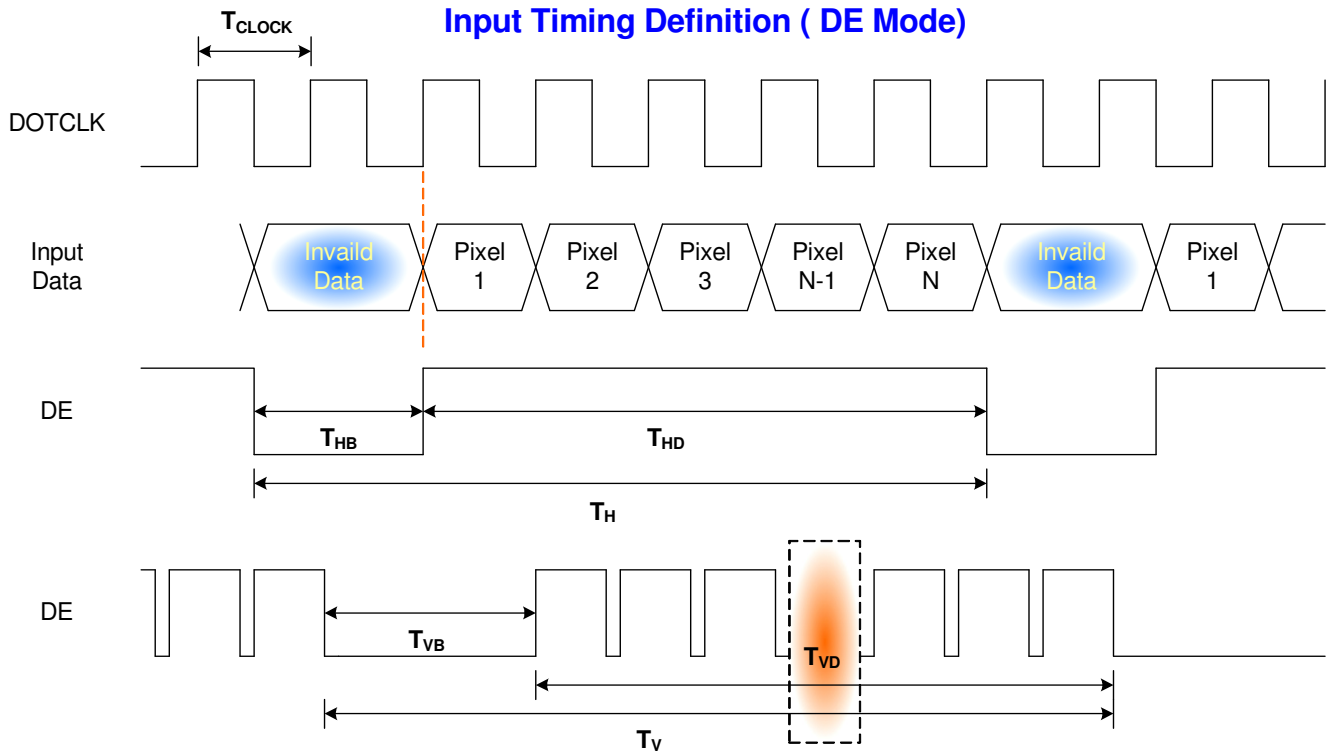 Input Timing Definition ( DE Mode)
TCLOCK
DOTCLK
Input
Data
Invaild
Data
Pixel
1
Pixel
2
Pixel
3
Pixel
N-1
Pixel
N
Invaild
Data
Pixel
1
DE
THB
THD
TH
DE
TVB
TVD
TV